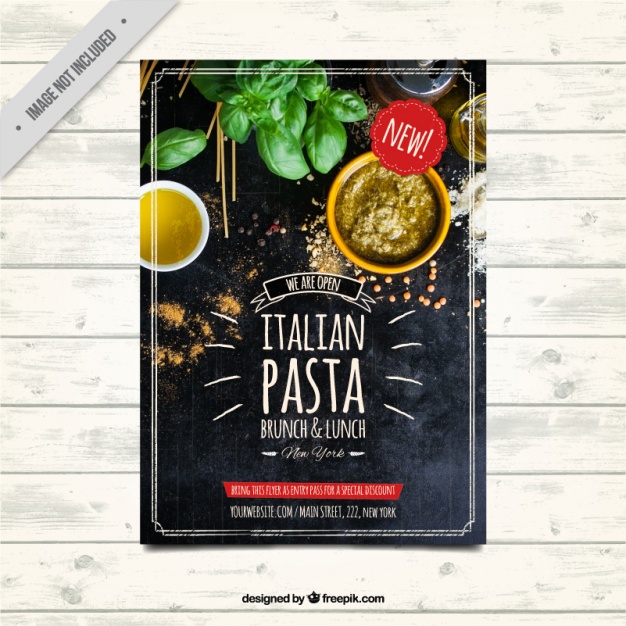 IMAGE NOT INCLUDED
NEW!
WE ARE OPEN
ITALIAN
PASTA
BRUNCH & LUNCH
New York
BRING THIS FLYER AS ENTRY PASS FOR A SPECIAL DISCOUNT
YOURWEBSITE.COM / MAIN STREET, 222, NEW YORK
designed by freepik.com